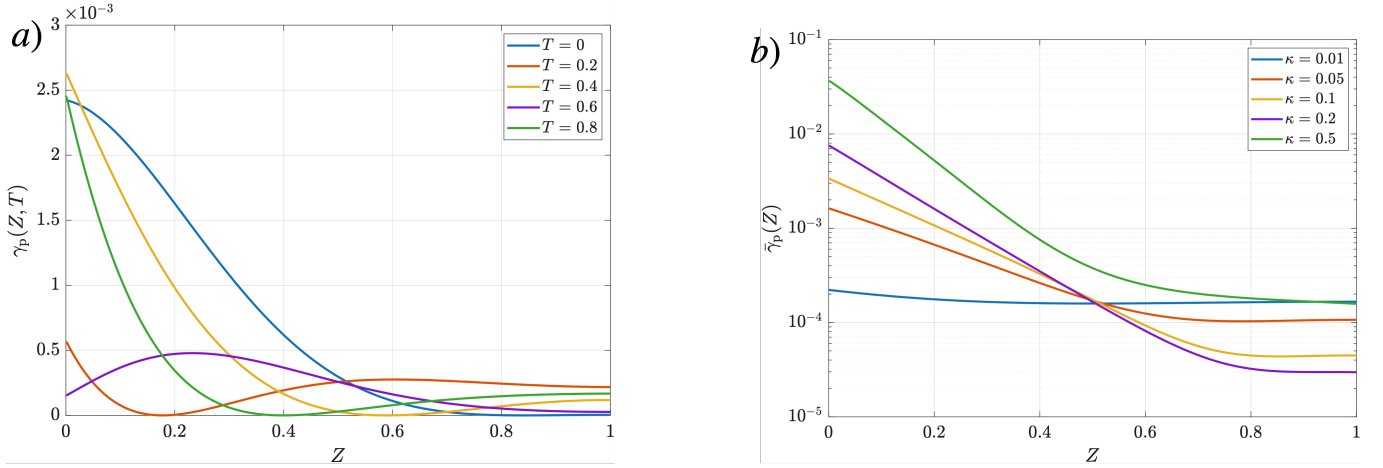 a)
×10⁻³
3
2.5
2
1.5
1
0.5
0
γₚ(Z, T)
0 0.2 0.4 0.6 0.8 1
Z
T = 0
T = 0.2
T = 0.4
T = 0.6
T = 0.8
b)
10⁻¹
10⁻²
10⁻³
10⁻⁴
10⁻⁵
γ̄ₚ(Z)
0 0.2 0.4 0.6 0.8 1
Z
κ = 0.01
κ = 0.05
κ = 0.1
κ = 0.2
κ = 0.5